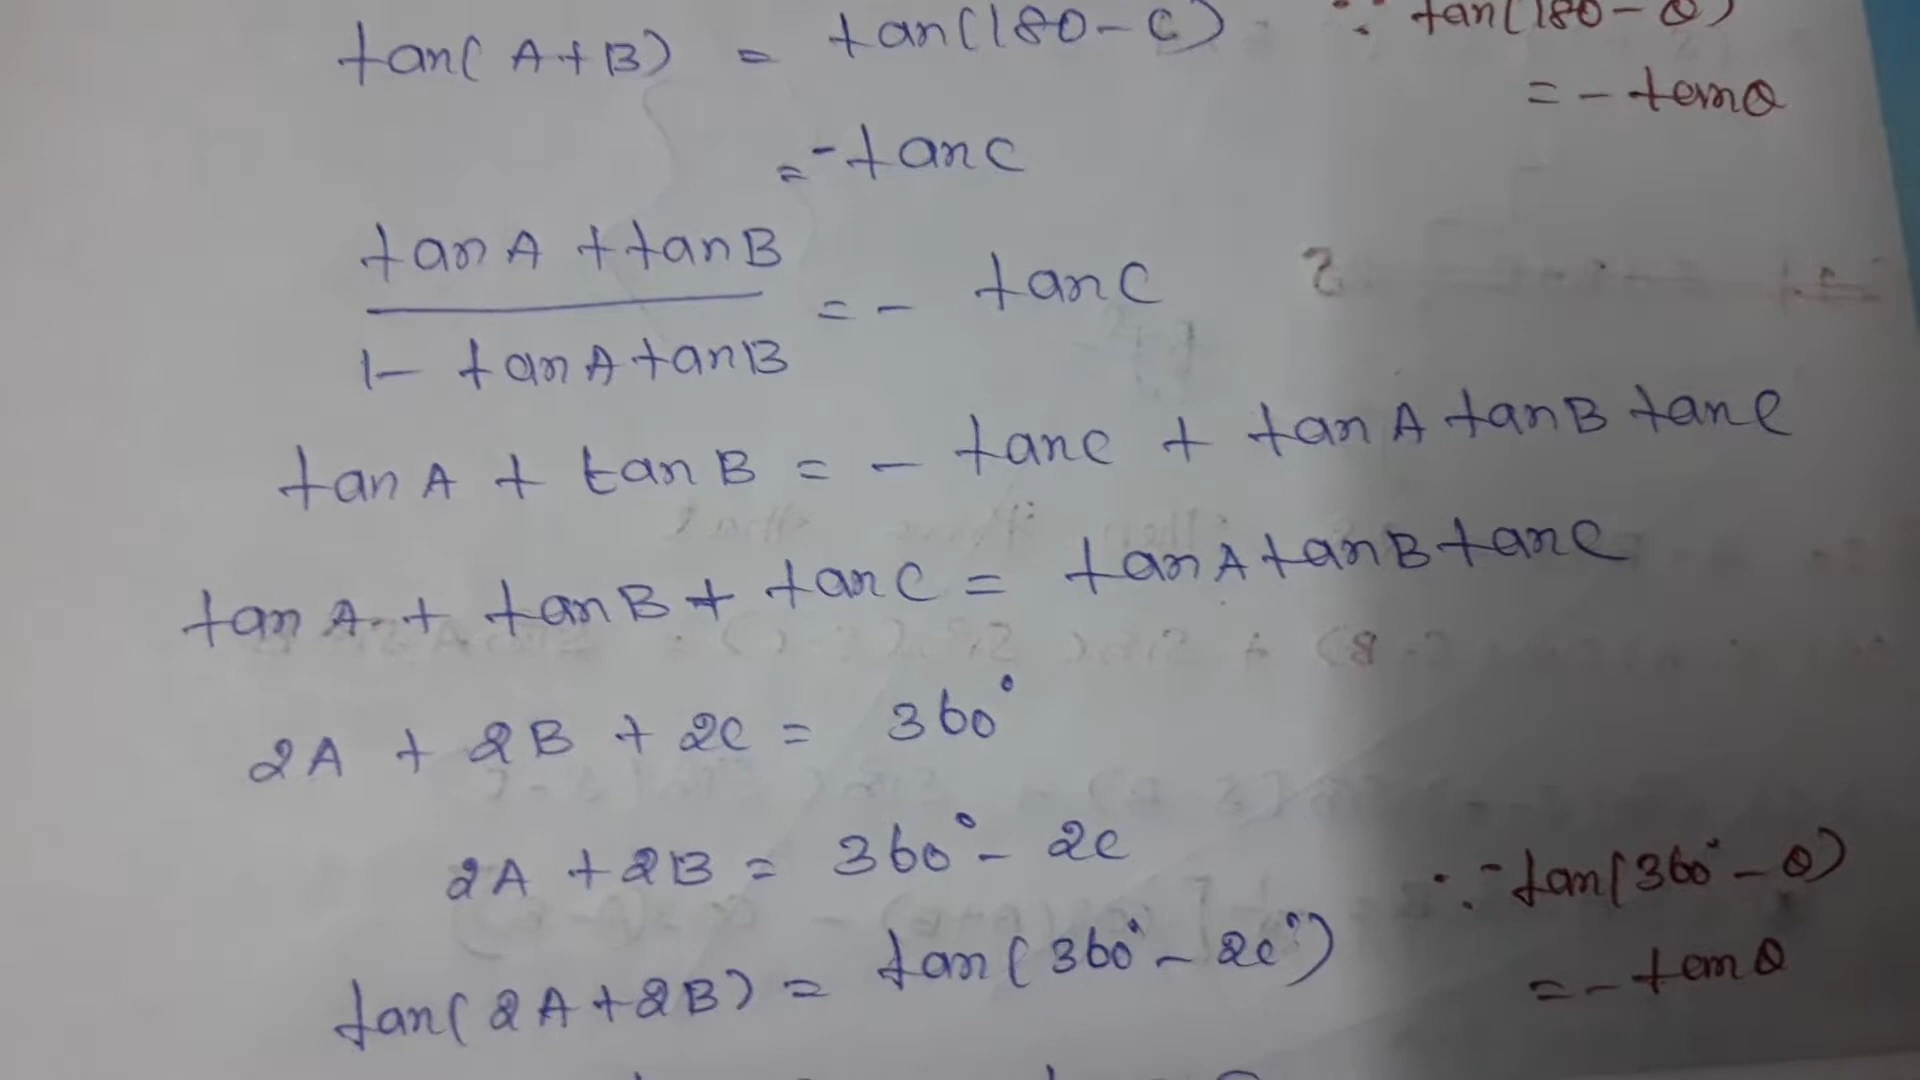 tan(A+B) = tan(180-C) ∵ tan(180-θ)
= -tanθ
= -tanC
tanA + tanB
1- tanA tanB
= - tanC
tanA + tanB = - tanC + tanA tanB tanC
tanA + tanB + tanC = tanA tanB tanC
2A + 2B + 2C = 360°
2A + 2B = 360° - 2C
∵ tan(360° - θ)
tan(2A+2B) = tan(360° - 2C°)
= - tanθ